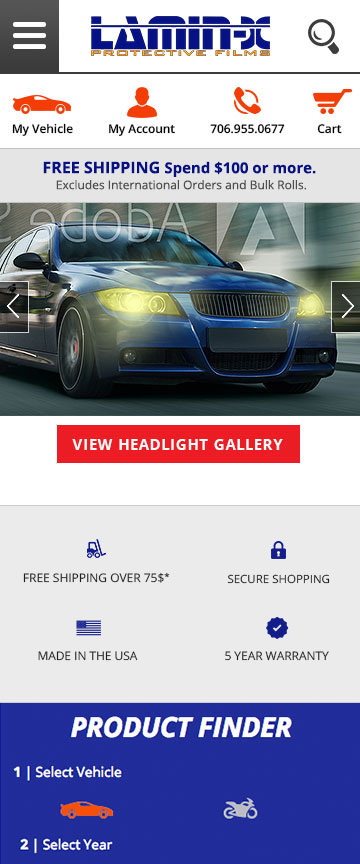 LAMIN-X
PROTECTIVE FILMS
My Vehicle
My Account
706.955.0677
Cart
FREE SHIPPING Spend $100 or more.
Excludes International Orders and Bulk Rolls.
Adobe S
VIEW HEADLIGHT GALLERY
FREE SHIPPING OVER 75$*
SECURE SHOPPING
MADE IN THE USA
5 YEAR WARRANTY
PRODUCT FINDER
1 | Select Vehicle
2 | Select Year